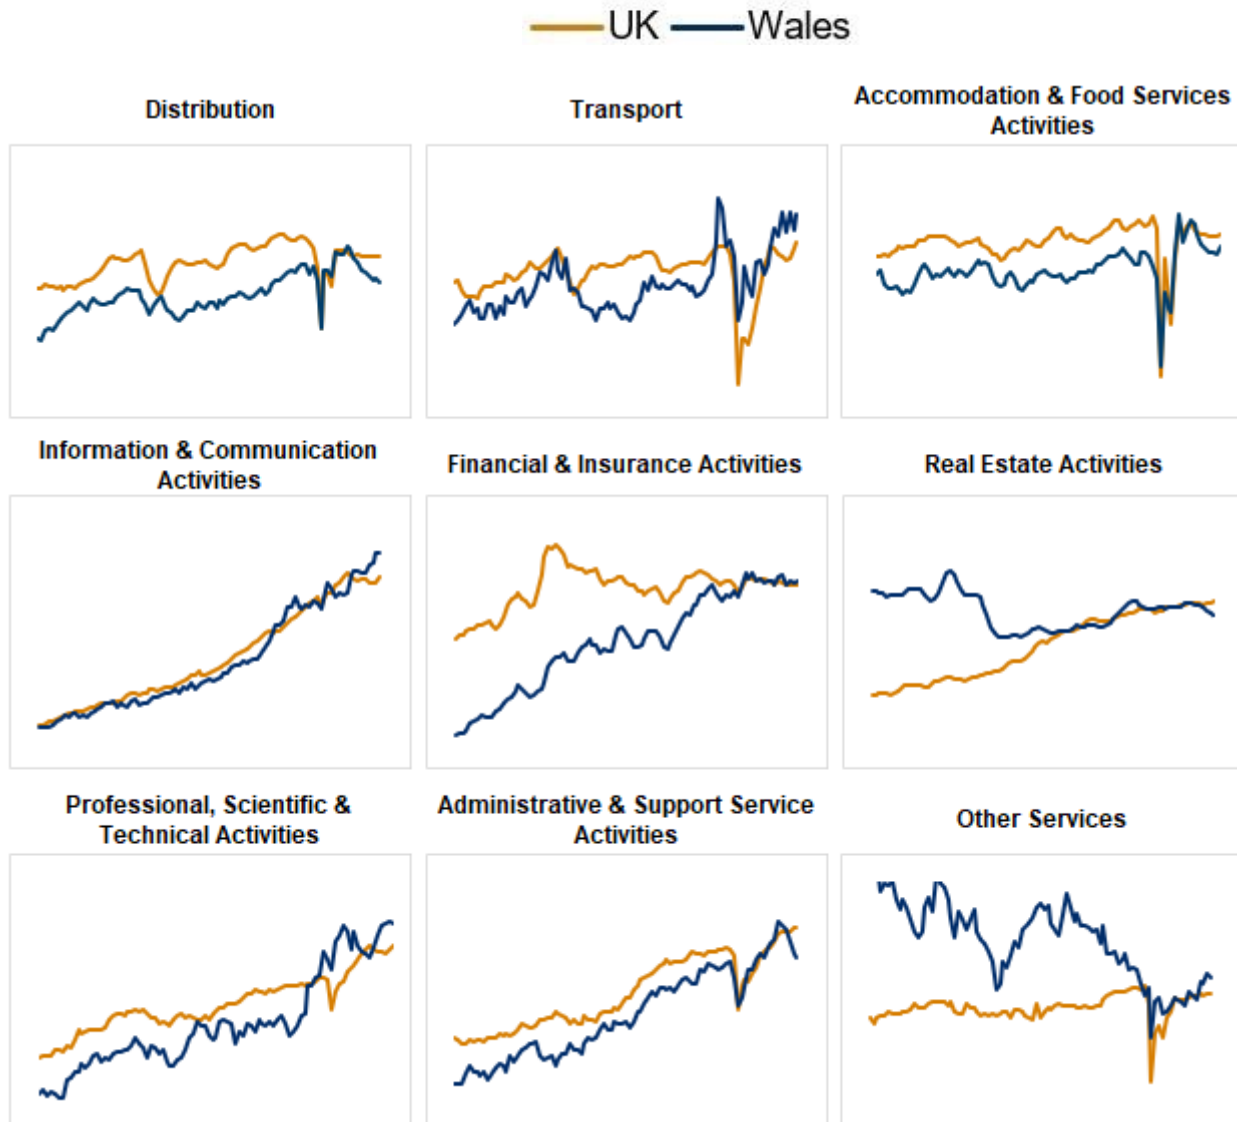 UK Wales
Distribution
Transport
Accommodation & Food Services
Activities
Information & Communication
Activities
Financial & Insurance Activities
Real Estate Activities
Professional, Scientific &
Technical Activities
Administrative & Support Service
Activities
Other Services